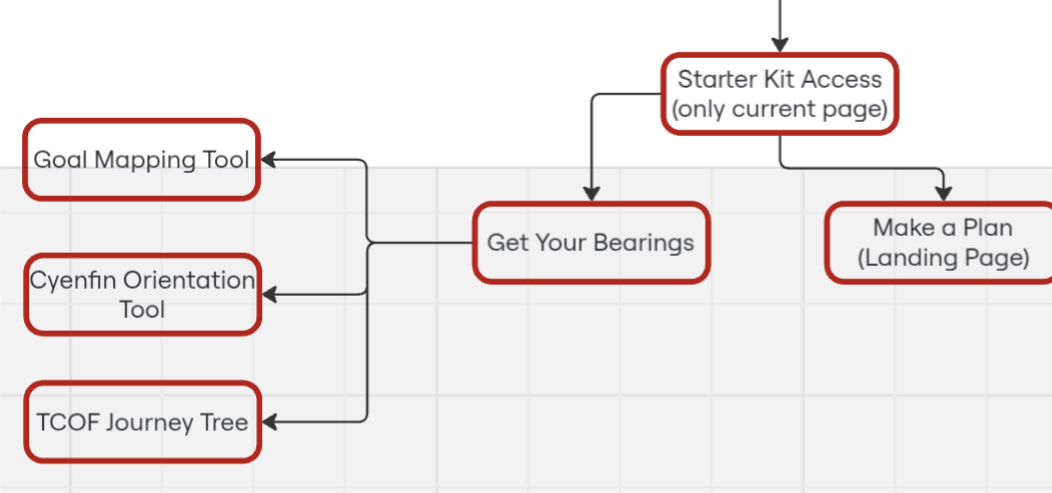 Starter Kit Access
(only current page)
Goal Mapping Tool
Get Your Bearings
Make a Plan
(Landing Page)
Cyenfin Orientation
Tool
TCOF Journey Tree